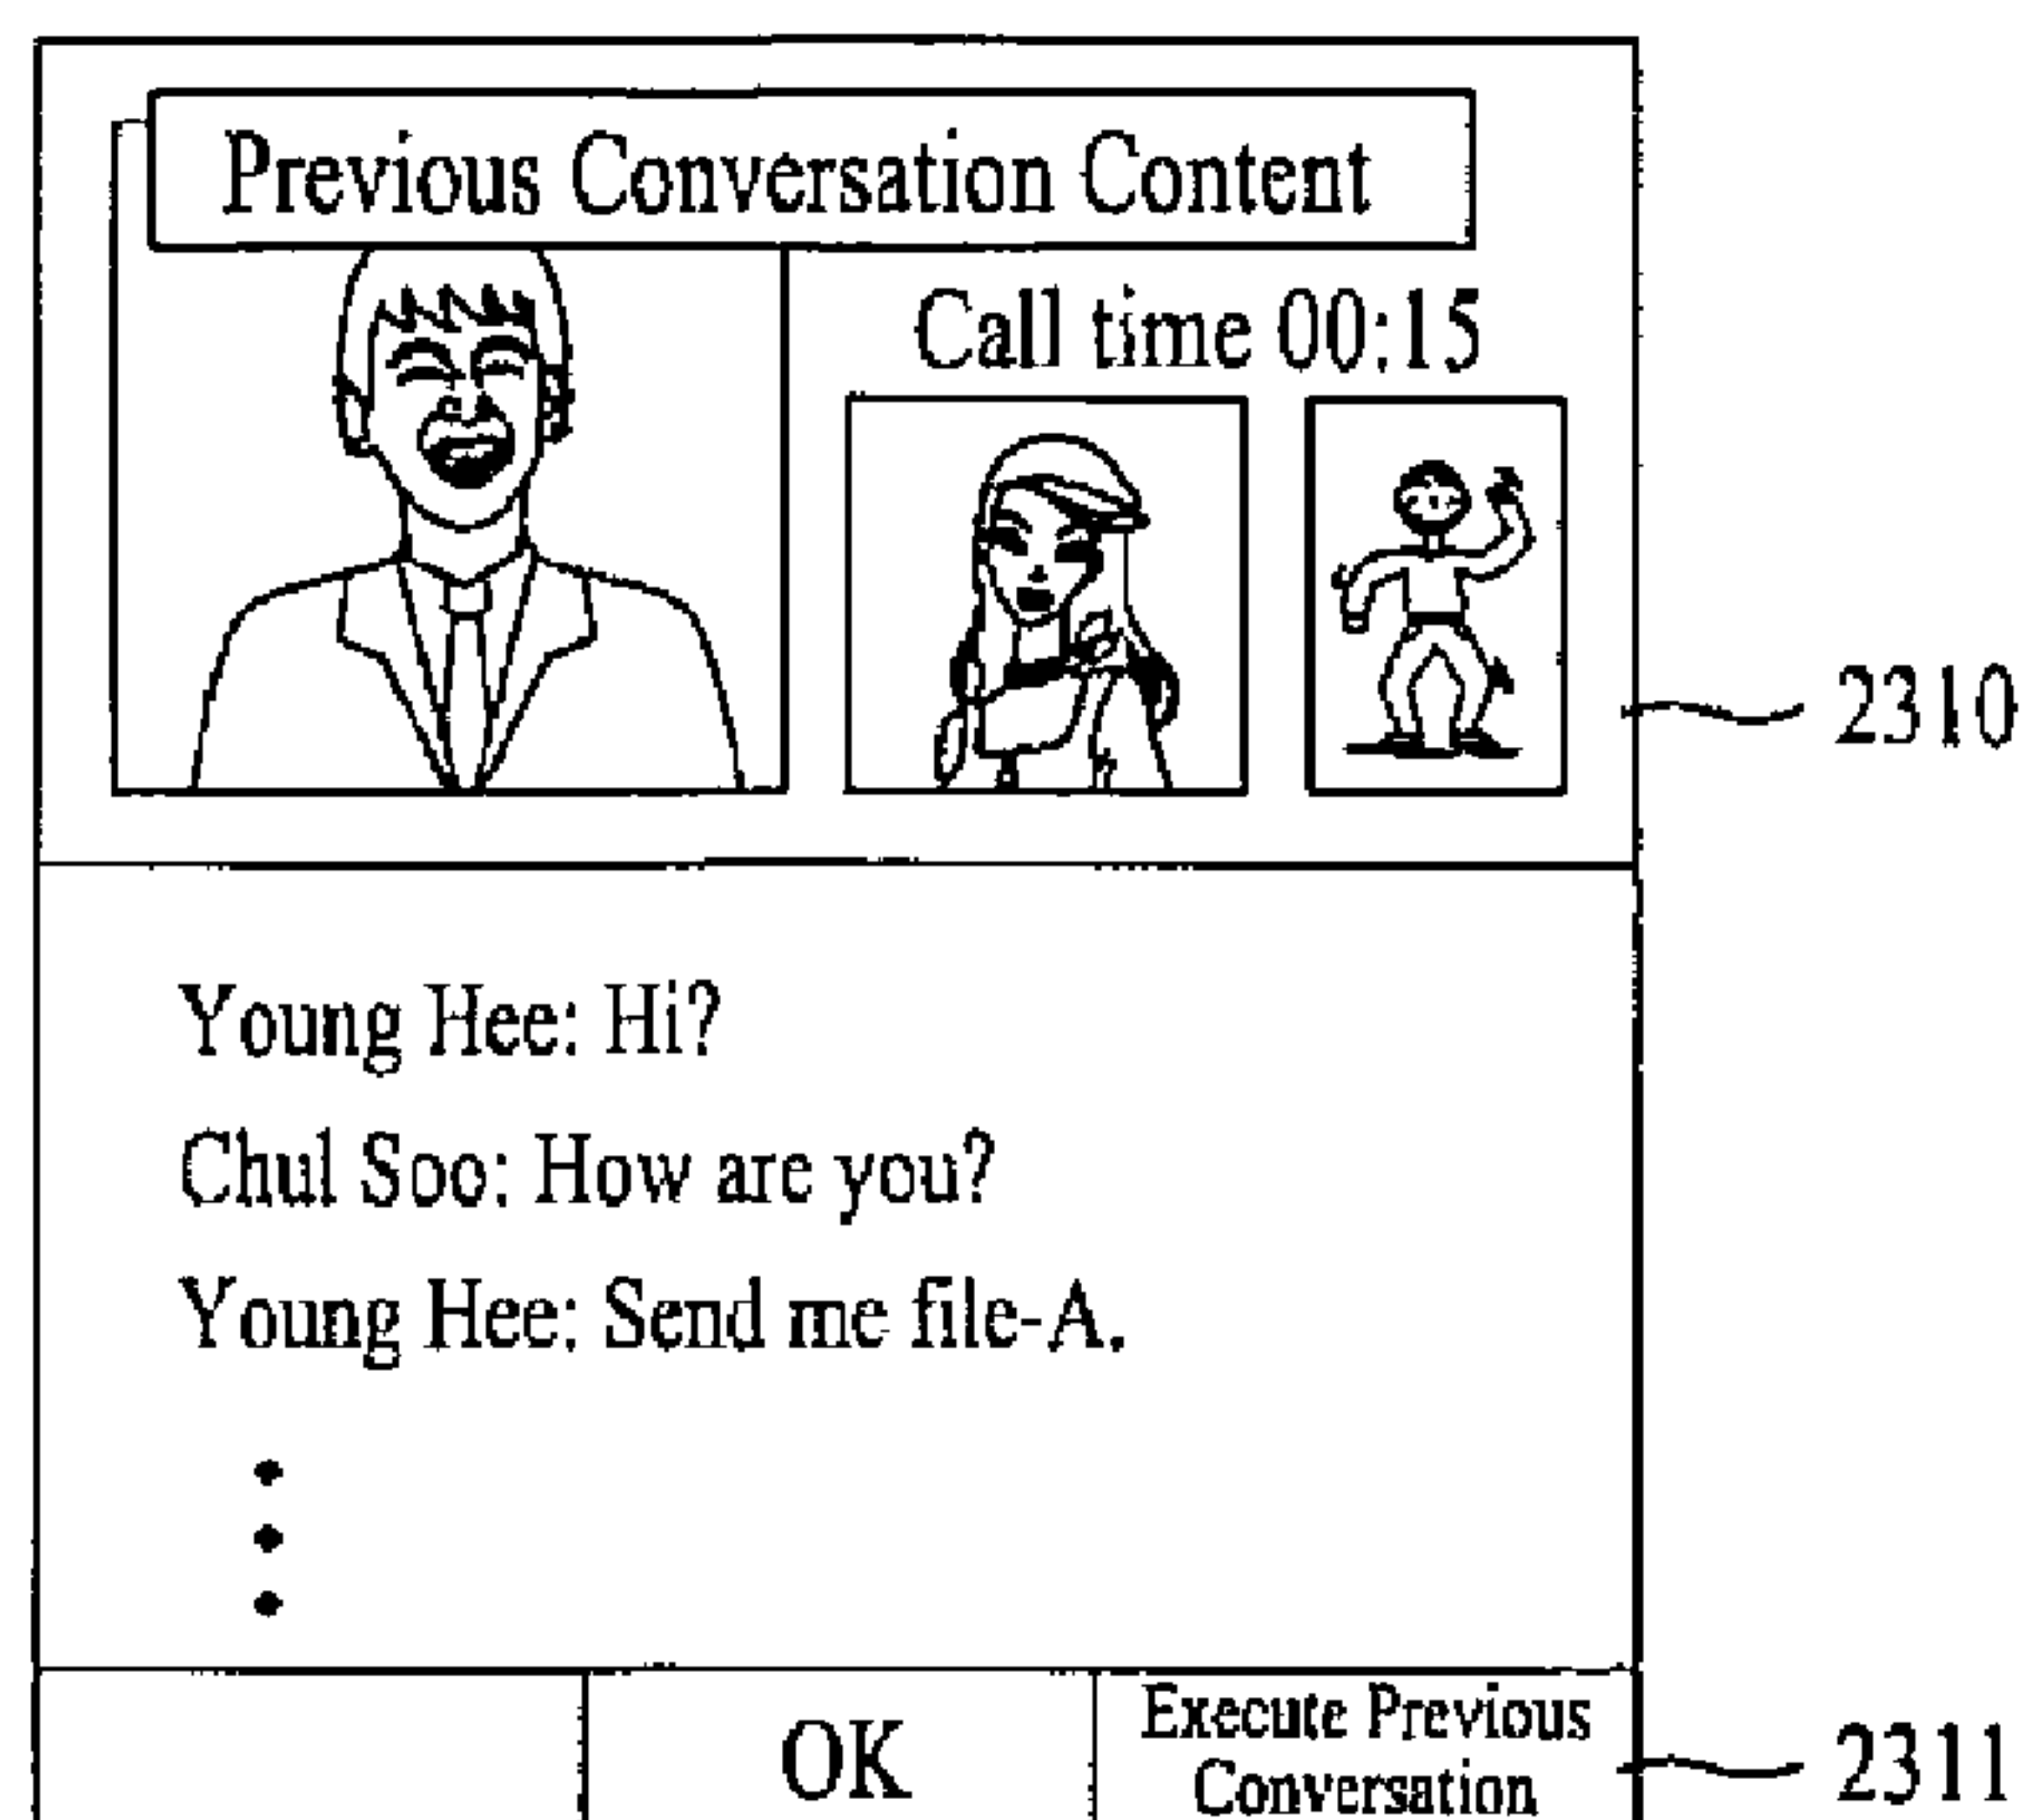 Previous Conversation Content
Call time 00:15
2310
Young Hee: Hi?
Chul Soo: How are you?
Young Hee: Send me file-A.
OK
Execute Previous
Conversation
2311